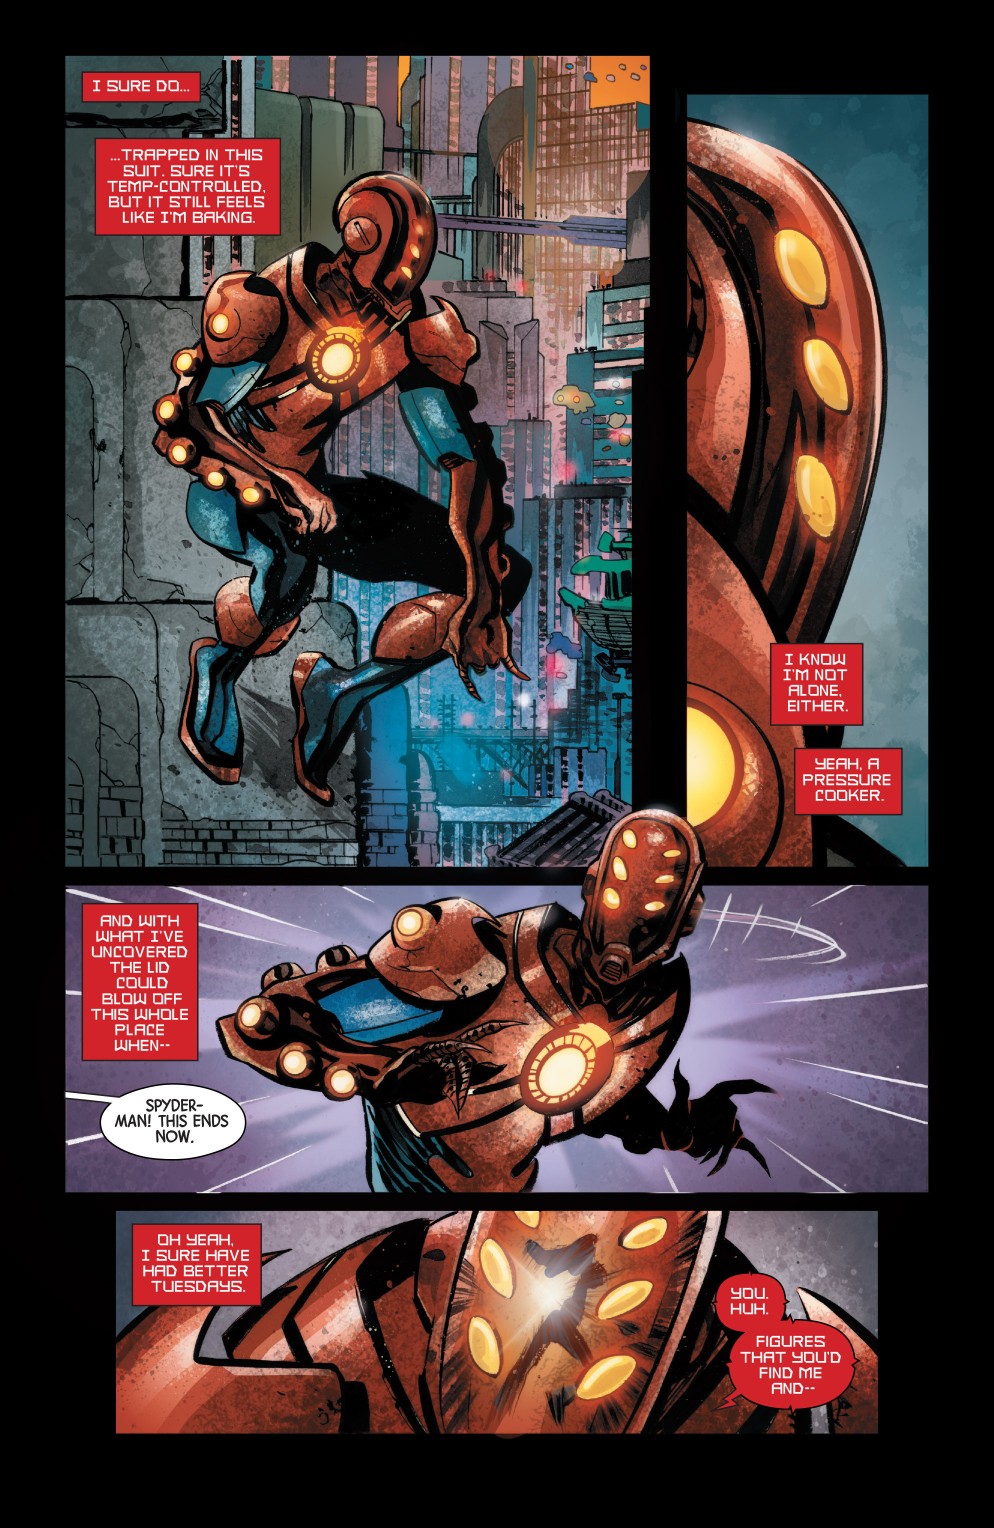 I SURE DO...
...TRAPPED IN THIS
SUIT. SURE IT'S
TEMP-CONTROLLED,
BUT IT STILL FEELS
LIKE I'M BAKING.
I KNOW
I'M NOT
ALONE,
EITHER.
YEAH, A
PRESSURE
COOKER.
AND WITH
WHAT I'VE
UNCOVERED
THE LID
COULD
BLOW OFF
THIS WHOLE
PLACE
WHEN--
SPYDER-
MAN! THIS ENDS
NOW.
OH YEAH,
I SURE HAVE
HAD BETTER
TUESDAYS.
YOU.
HUH.
FIGURES
THAT YOU'D
FIND ME
AND--